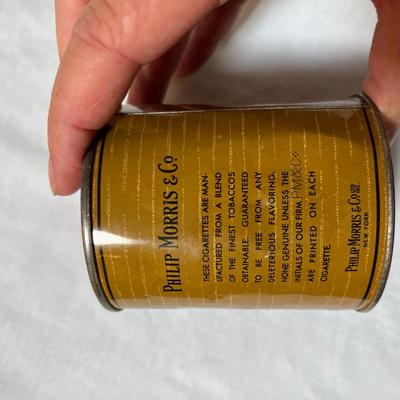 PHILIP MORRIS & Co
THESE CIGARETTES ARE MAN-
UFACTURED FROM A BLEND
OF THE FINEST TOBACCOS
OBTAINABLE. GUARANTEED
TO BE FREE FROM ANY
DELETERIOUS FLAVORING.
NONE GENUINE UNLESS THE
INITIALS OF OUR FIRM PM&Co
ARE PRINTED ON EACH
CIGARETTE.
PHILIP MORRIS & Co. LTD. INC.
NEW YORK